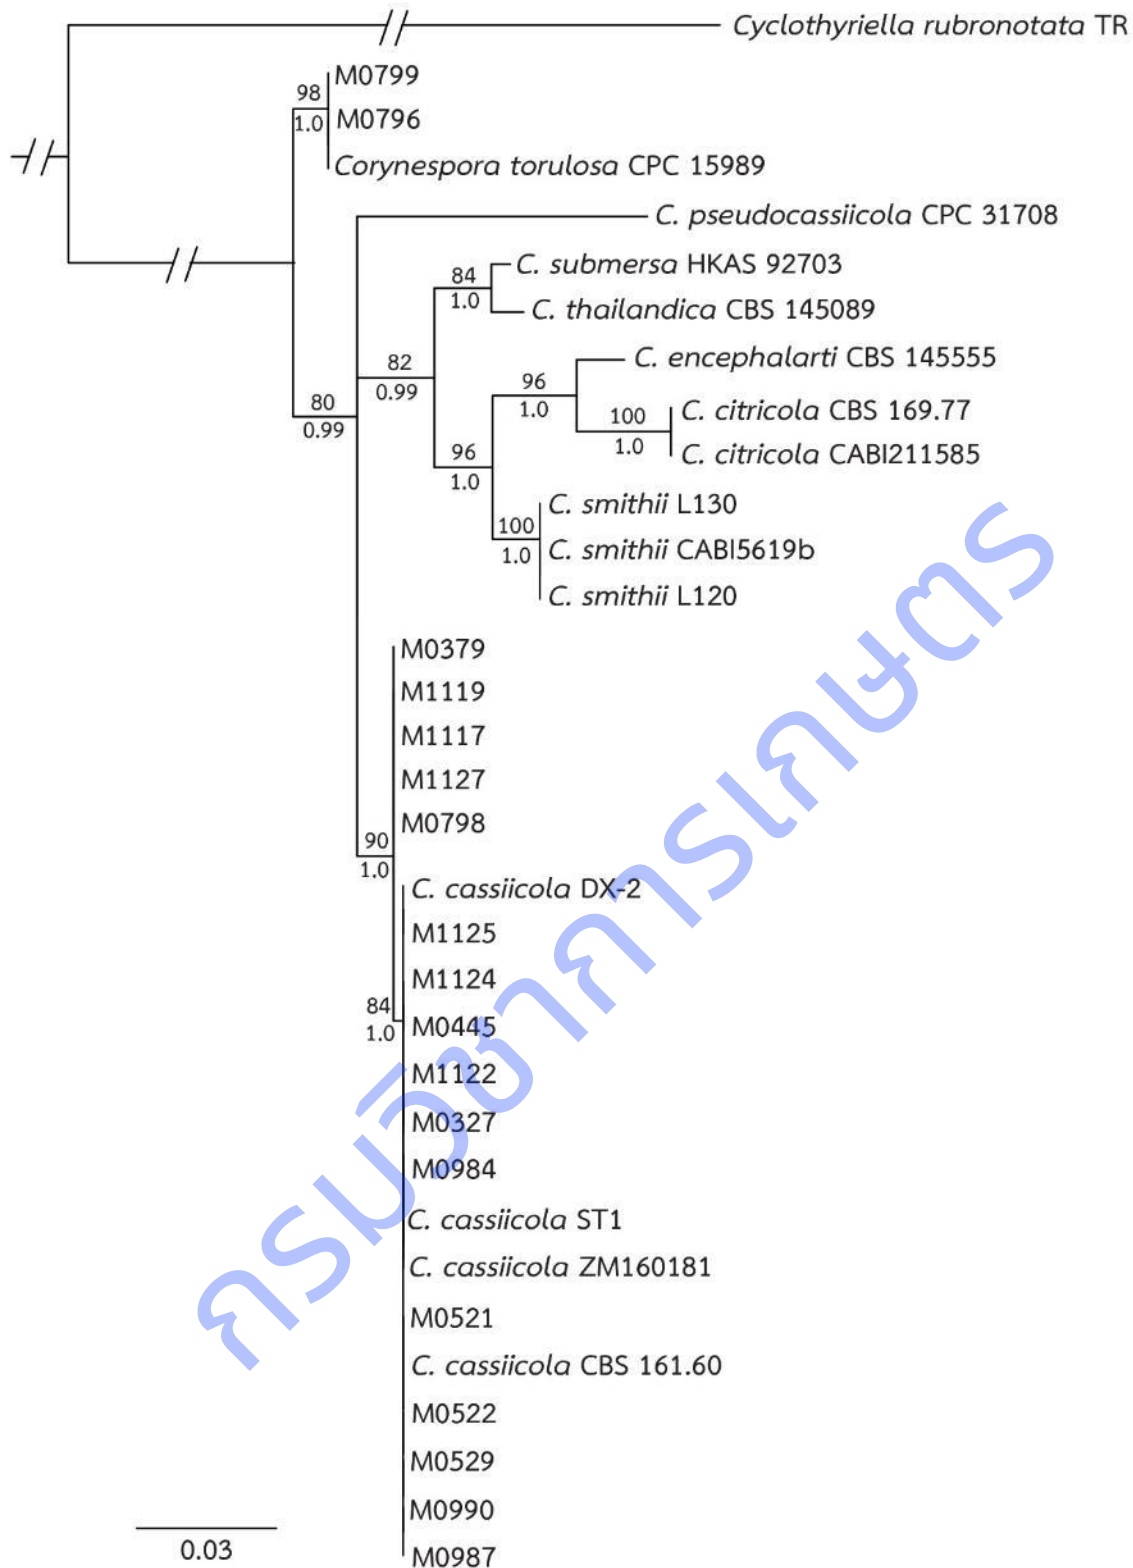 Cyclothyriella rubronotata TR
M0799
98
1.0
M0796
Corynespora torulosa CPC 15989
C. pseudocassiicola CPC 31708
C. submersa HKAS 92703
84
1.0
C. thailandica CBS 145089
C. encephalarti CBS 145555
82
0.99
96
1.0
C. citricola CBS 169.77
80
0.99
100
1.0
C. citricola CABI211585
96
1.0
C. smithii L130
100
1.0
C. smithii CABI5619b
C. smithii L120
M0379
M1119
M1117
M1127
M0798
90
1.0
C. cassiicola DX-2
M1125
M1124
84
1.0
M0445
M1122
M0327
M0984
C. cassiicola ST1
C. cassiicola ZM160181
M0521
C. cassiicola CBS 161.60
M0522
M0529
M0990
M0987
0.03
กรมวิชาการเกษตร